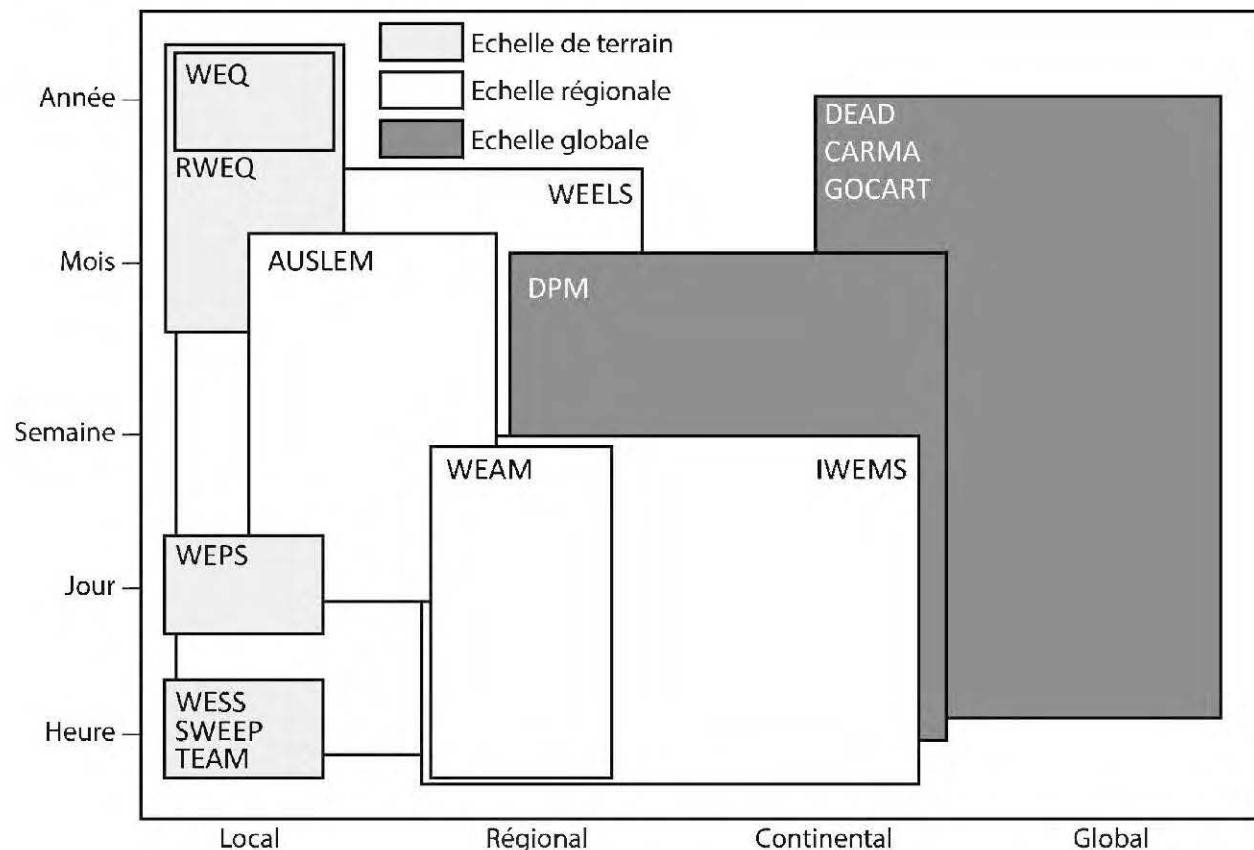 Echelle de terrain
Echelle régionale
Echelle globale
Année
Mois
Semaine
Jour
Heure
WEQ
RWEQ
WEELS
AUSLEM
DPM
DEAD
CARMA
GOCART
WEAM
IWEMS
WEPS
WESS
SWEEP
TEAM
Local
Régional
Continental
Global